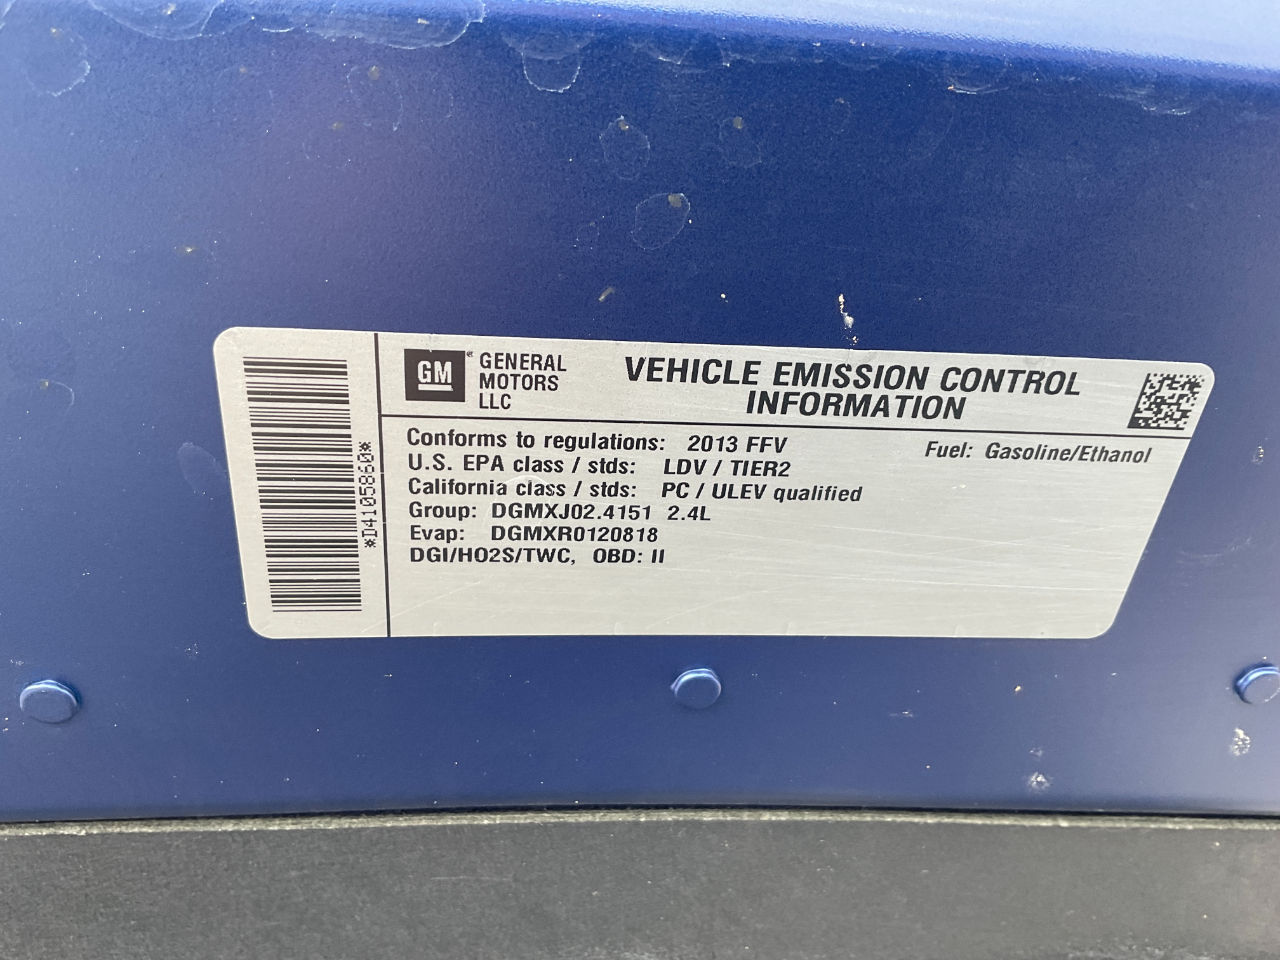 *D4105860*
GM
GENERAL
MOTORS
LLC
VEHICLE EMISSION CONTROL
INFORMATION
Conforms to regulations: 2013 FFV
Fuel: Gasoline/Ethanol
U.S. EPA class / stds: LDV / TIER2
California class / stds: PC / ULEV qualified
Group: DGMXJ02.4151 2.4L
Evap: DGMXR0120818
DGI/HO2S/TWC, OBD: II